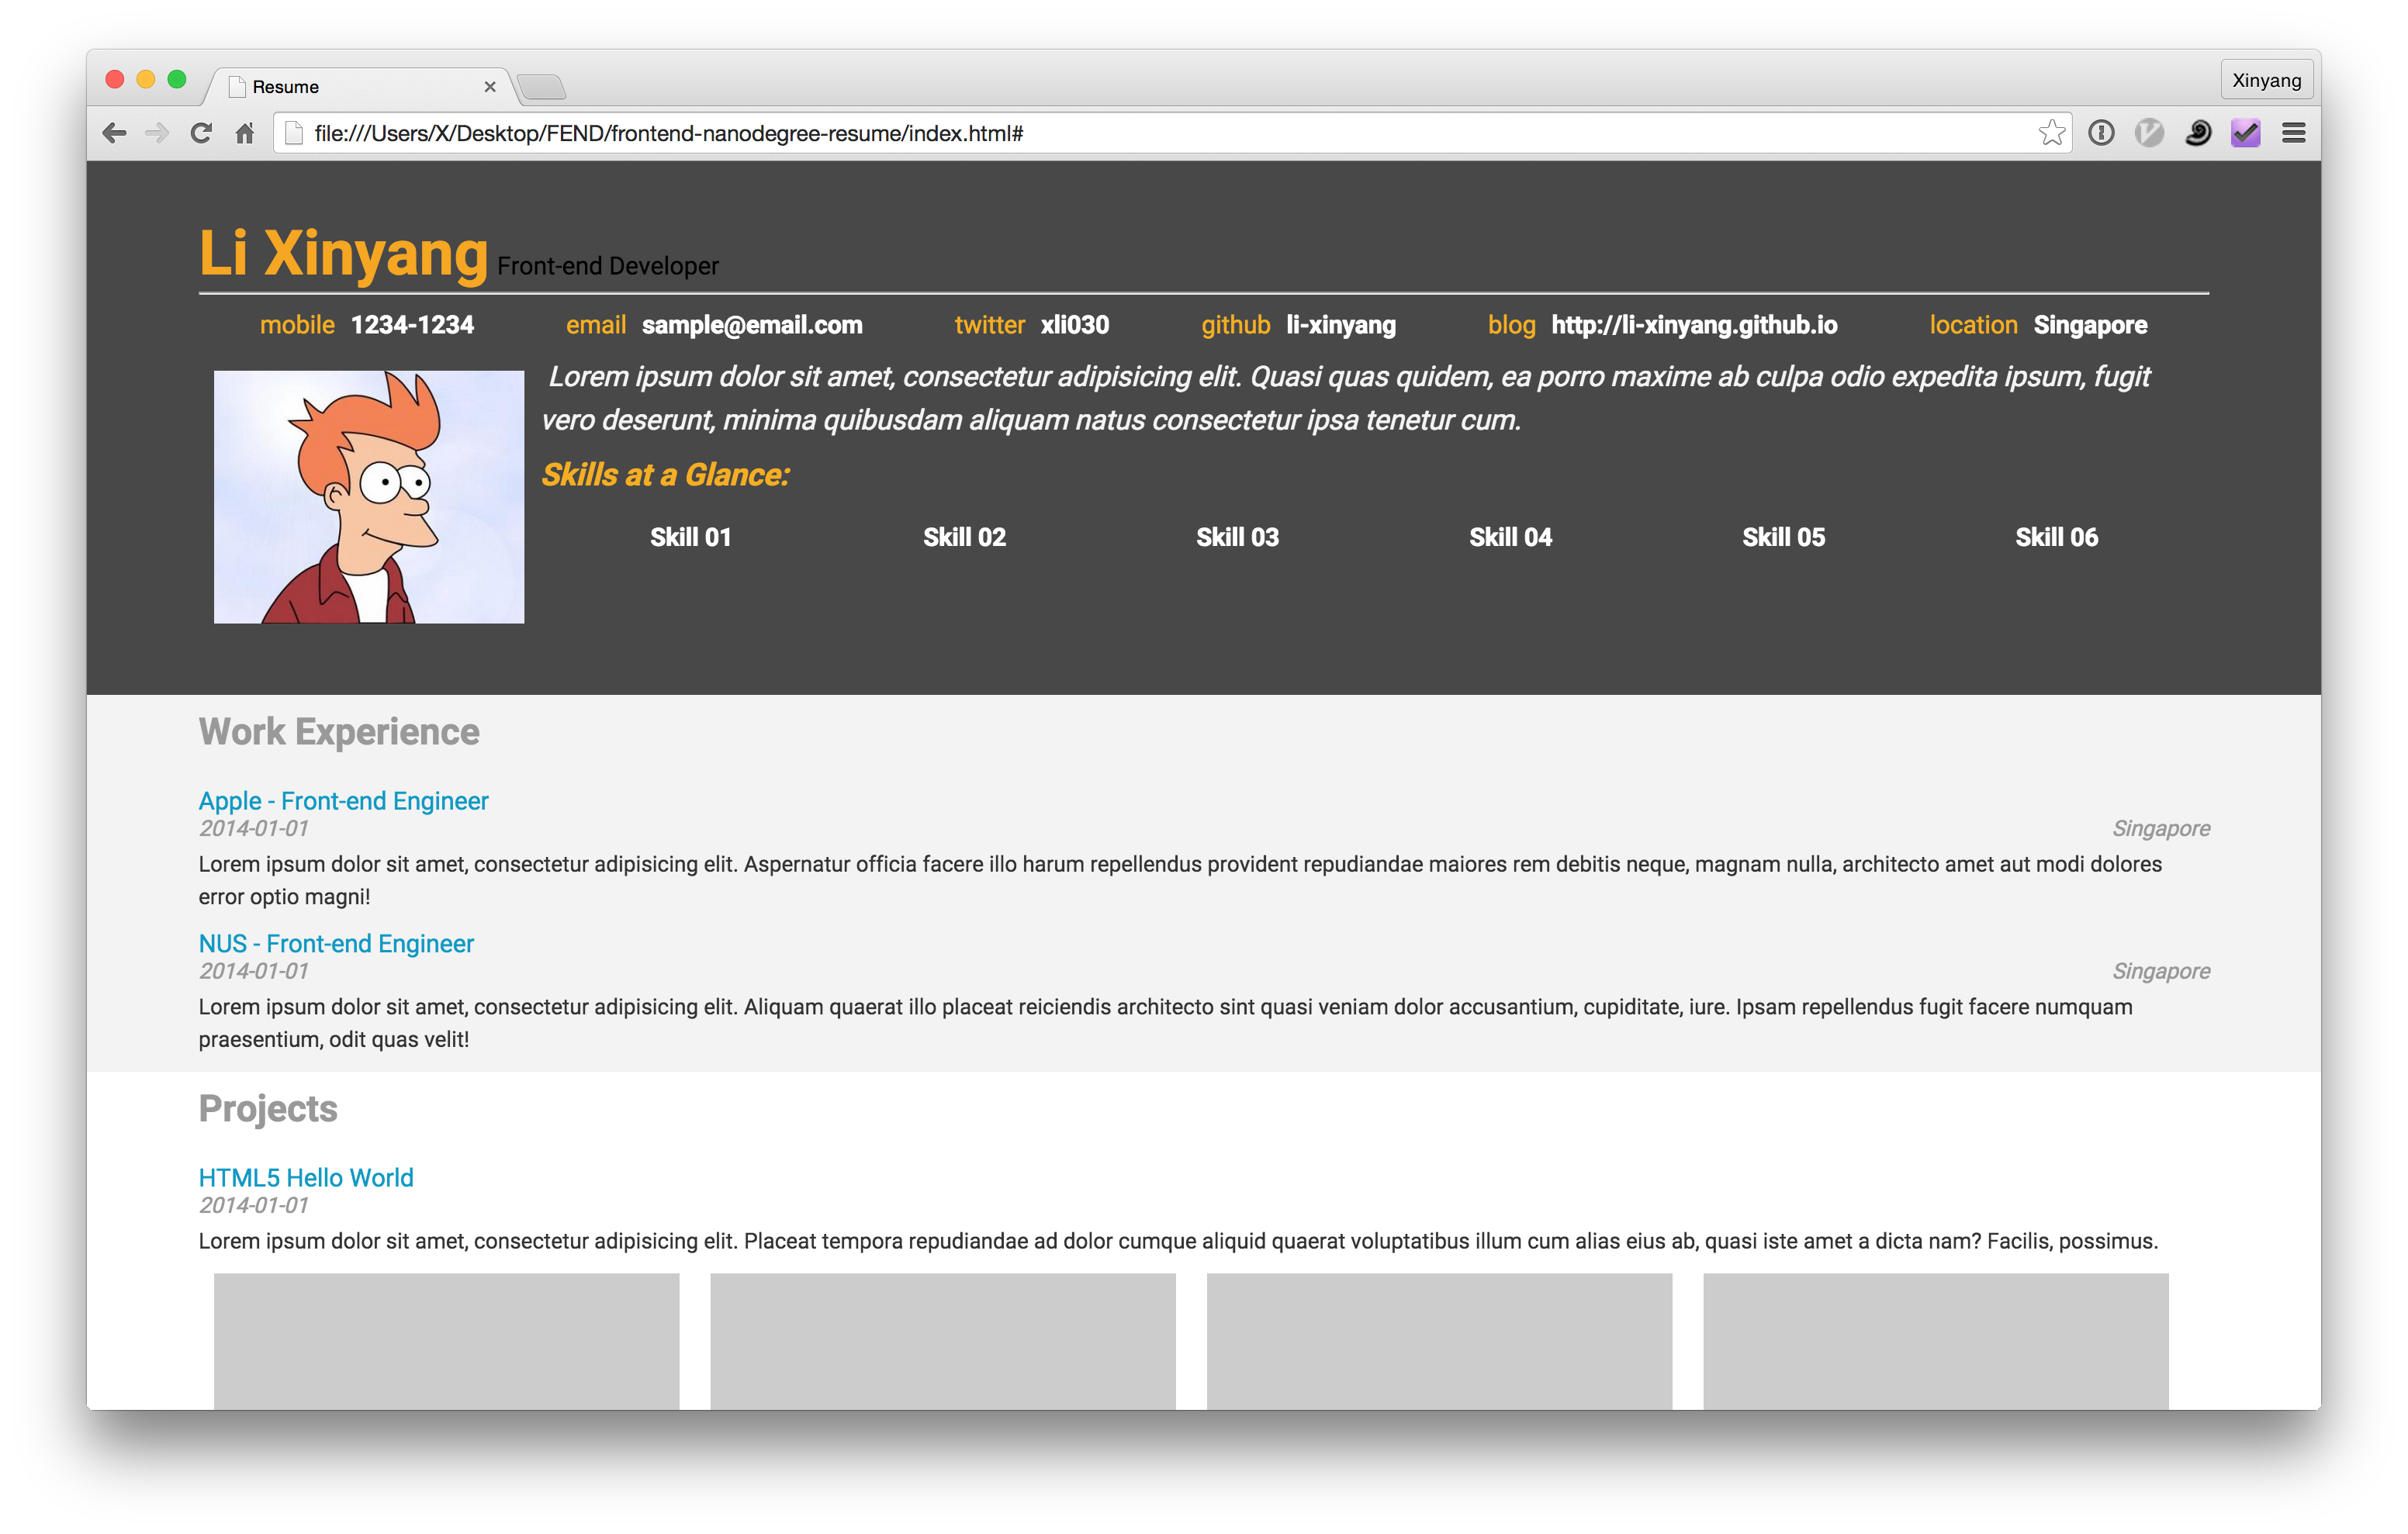 Resume
Xinyang
file:///Users/X/Desktop/FEND/frontend-nanodegree-resume/index.html#
Li Xinyang Front-end Developer
mobile 1234-1234 email sample@email.com twitter xli030 github li-xinyang blog http://li-xinyang.github.io location Singapore
Lorem ipsum dolor sit amet, consectetur adipisicing elit. Quasi quas quidem, ea porro maxime ab culpa odio expedita ipsum, fugit
vero deserunt, minima quibusdam aliquam natus consectetur ipsa tenetur cum.
Skills at a Glance:
Skill 01 Skill 02 Skill 03 Skill 04 Skill 05 Skill 06
Work Experience
Apple - Front-end Engineer
2014-01-01 Singapore
Lorem ipsum dolor sit amet, consectetur adipisicing elit. Aspernatur officia facere illo harum repellendus provident repudiandae maiores rem debitis neque, magnam nulla, architecto amet aut modi dolores
error optio magni!
NUS - Front-end Engineer
2014-01-01 Singapore
Lorem ipsum dolor sit amet, consectetur adipisicing elit. Aliquam quaerat illo placeat reiciendis architecto sint quasi veniam dolor accusantium, cupiditate, iure. Ipsam repellendus fugit facere numquam
praesentium, odit quas velit!
Projects
HTML5 Hello World
2014-01-01
Lorem ipsum dolor sit amet, consectetur adipisicing elit. Placeat tempora repudiandae ad dolor cumque aliquid quaerat voluptatibus illum cum alias eius ab, quasi iste amet a dicta nam? Facilis, possimus.